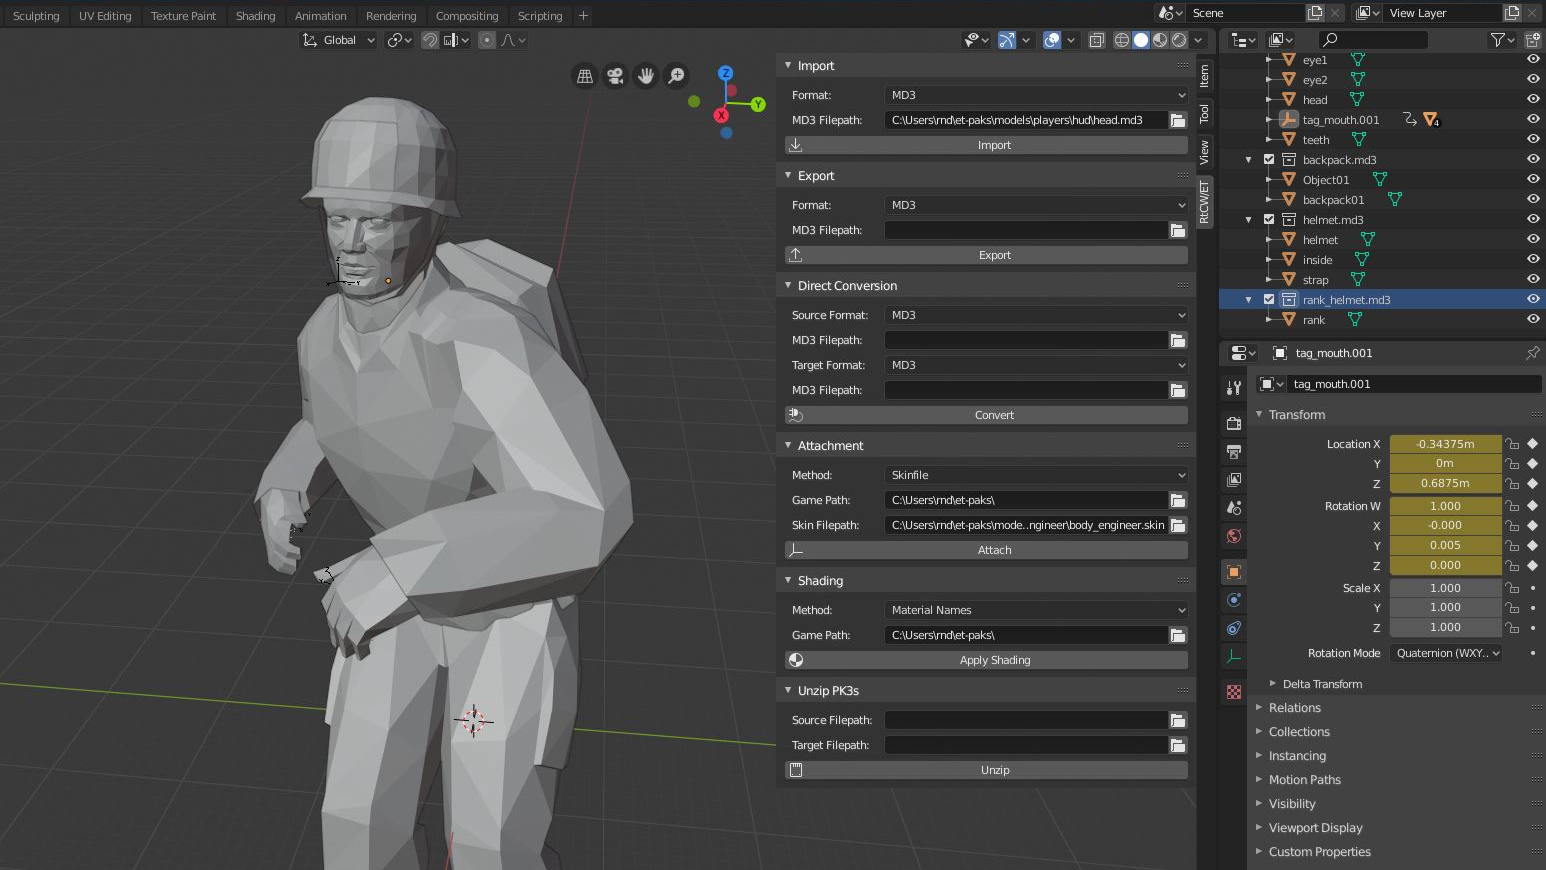 Sculpting UV Editing Texture Paint Shading Animation Rendering Compositing Scripting +
Scene
View Layer
Global
Z
Y
X
Item
Tool
View
RtCW/ET
Import
Format: MD3
MD3 Filepath: C:\Users\rnd\et-paks\models\players\hud\head.md3
Import
Export
Format: MD3
MD3 Filepath:
Export
Direct Conversion
Source Format: MD3
MD3 Filepath:
Target Format: MD3
MD3 Filepath:
Convert
Attachment
Method: Skinfile
Game Path: C:\Users\rnd\et-paks\
Skin Filepath: C:\Users\rnd\et-paks\mode..ngineer\body_engineer.skin
Attach
Shading
Method: Material Names
Game Path: C:\Users\rnd\et-paks\
Apply Shading
Unzip PK3s
Source Filepath:
Target Filepath:
Unzip
eye1
eye2
head
tag_mouth.001 4
teeth
backpack.md3
Object01
backpack01
helmet.md3
helmet
inside
strap
rank_helmet.md3
rank
tag_mouth.001
tag_mouth.001
Transform
Location X -0.34375m
Y 0m
Z 0.6875m
Rotation W 1.000
X -0.000
Y 0.005
Z 0.000
Scale X 1.000
Y 1.000
Z 1.000
Rotation Mode Quaternion (WXY..
Delta Transform
Relations
Collections
Instancing
Motion Paths
Visibility
Viewport Display
Custom Properties